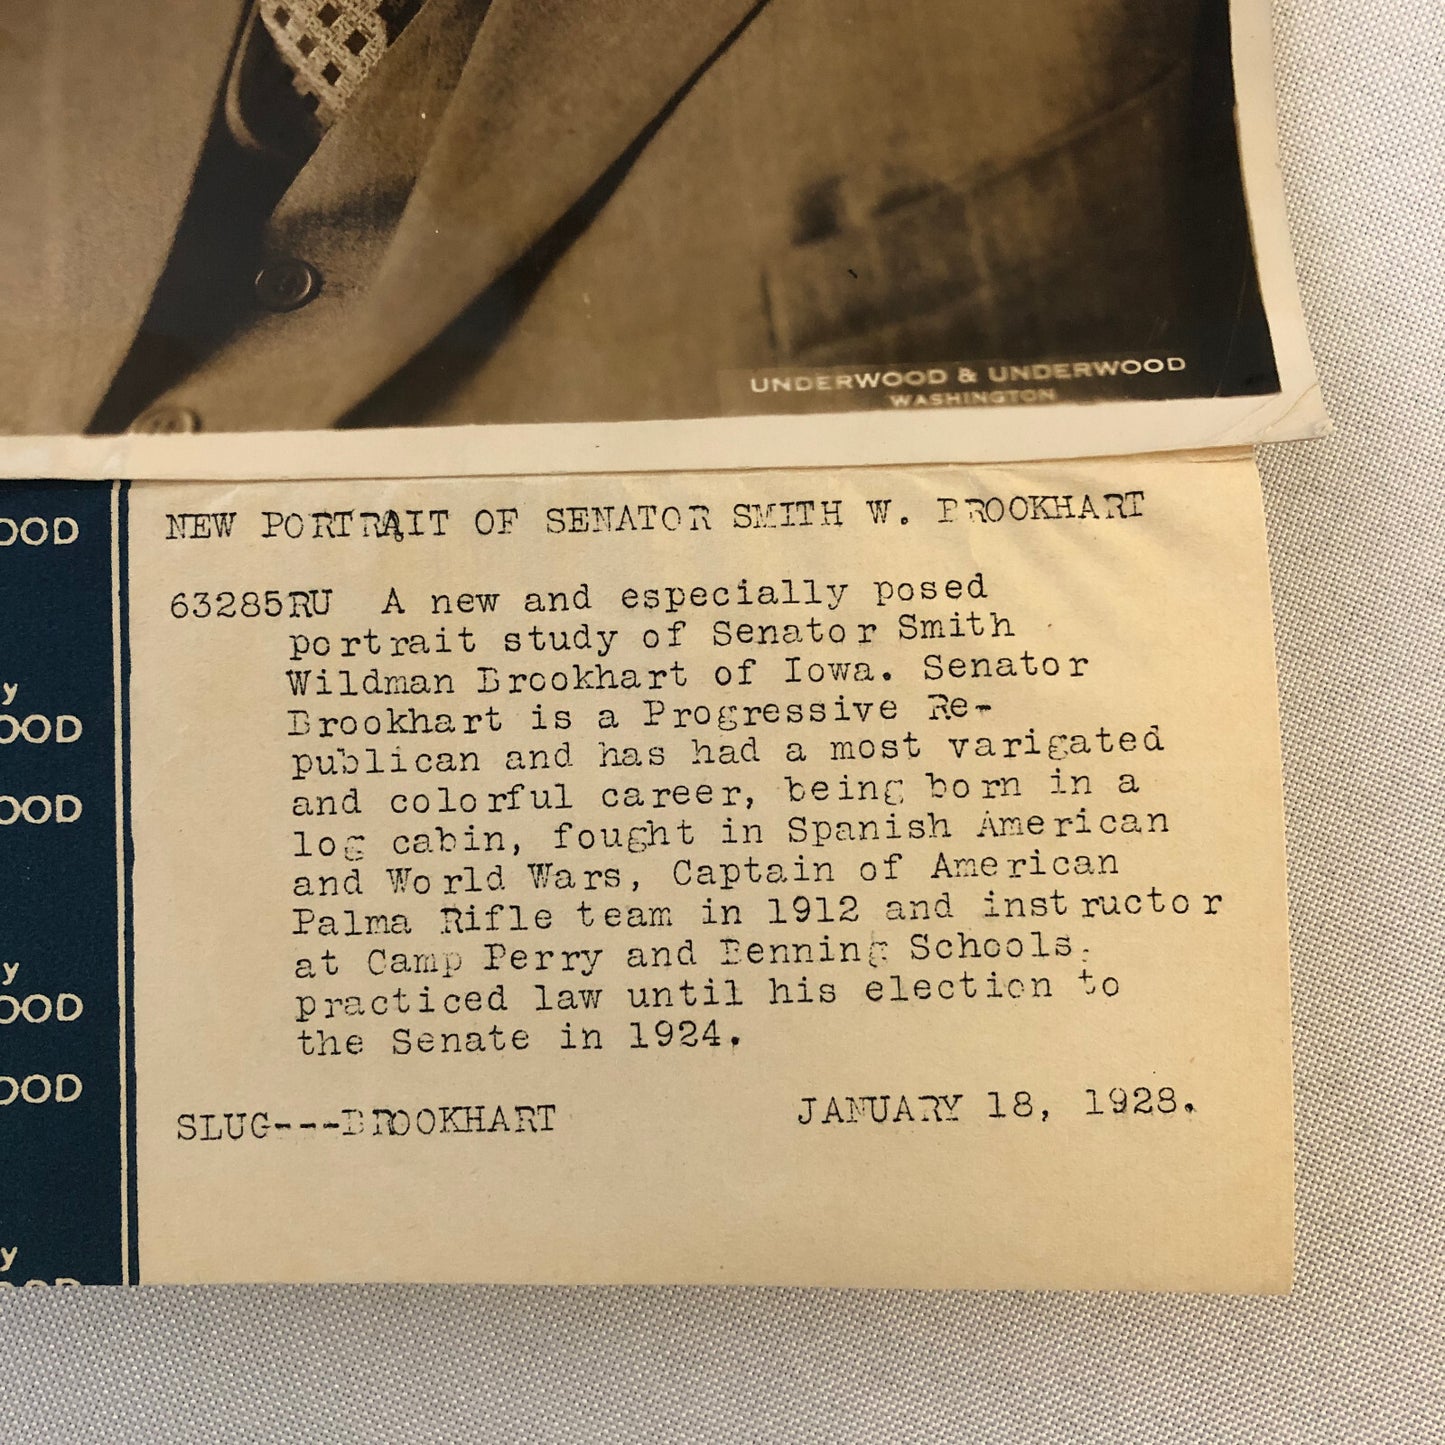 UNDERWOOD & UNDERWOOD
WASHINGTON
OOD
y
OOD
OOD
y
OOD
OOD
y
OOD
NEW PORTRAIT OF SENATOR SMITH W. BROOKHART
63285RU A new and especially posed
portrait study of Senator Smith
Wildman Brookhart of Iowa. Senator
Brookhart is a Progressive Re-
publican and has had a most varigated
and colorful career, being born in a
log cabin, fought in Spanish American
and World Wars, Captain of American
Palma Rifle team in 1912 and instructor
at Camp Perry and Benning Schools.
practiced law until his election to
the Senate in 1924.
SLUG---BROOKHART JANUARY 18, 1928.